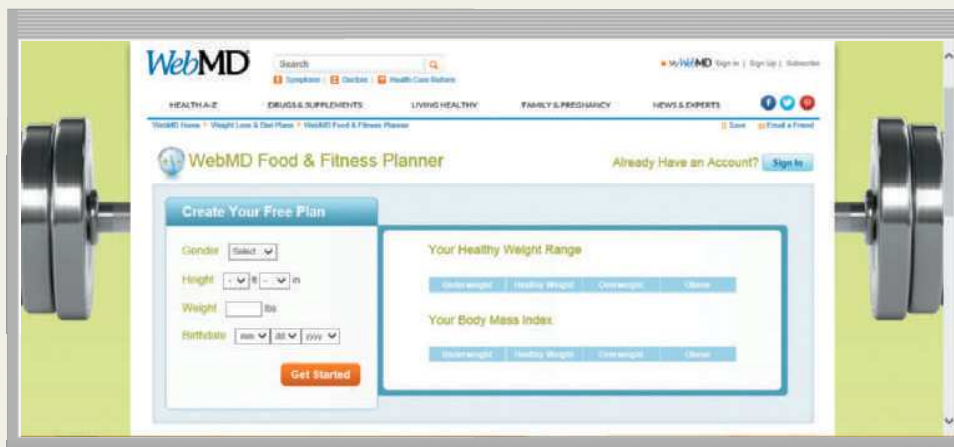 WebMD
Search
Symptoms | Doctors | Health Care Reform
My WebMD Sign In | Sign Up | Subscribe
HEALTH A-Z DRUGS & SUPPLEMENTS LIVING HEALTHY FAMILY & PREGNANCY NEWS & EXPERTS
WebMD Home Weight Loss & Diet Plans WebMD Food & Fitness Planner
Save Email a Friend
WebMD Food & Fitness Planner
Already Have an Account? Sign In
Create Your Free Plan
Gender Select
Height - ft - in
Weight lbs
Birthdate mm dd yyyy
Get Started
Your Healthy Weight Range
Underweight Healthy Weight Overweight Obese
Your Body Mass Index
Underweight Healthy Weight Overweight Obese